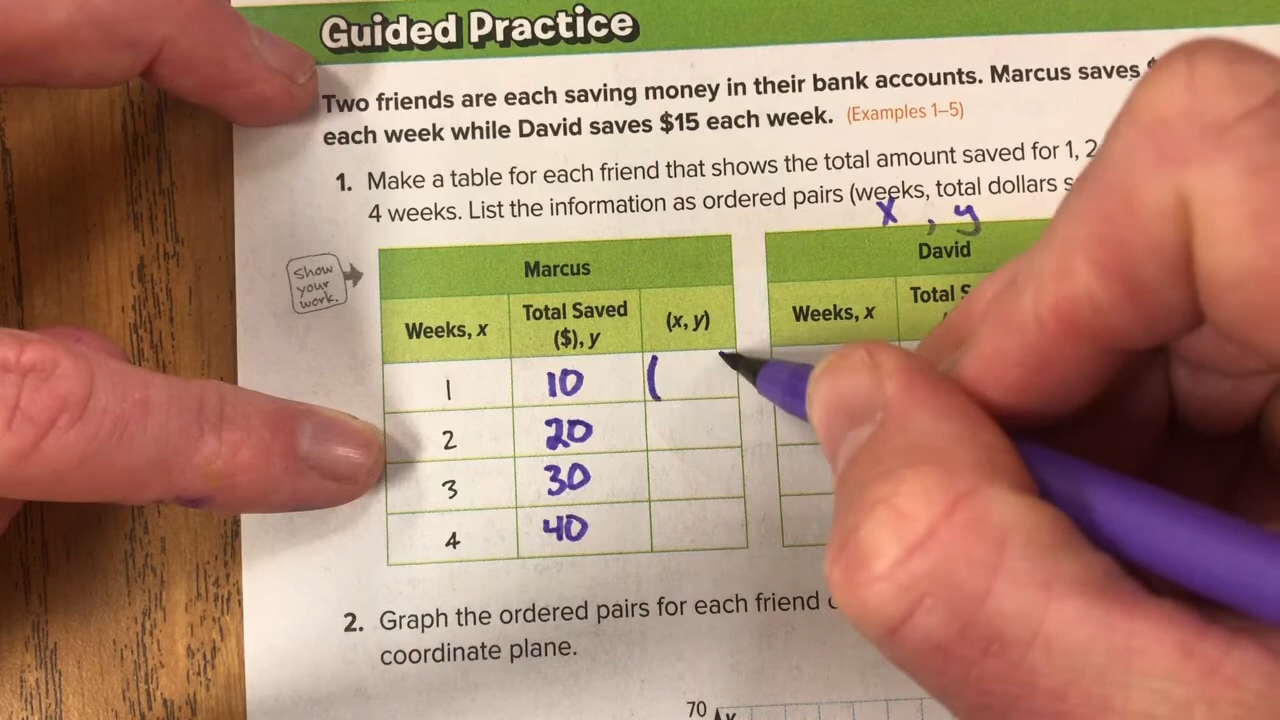 Guided Practice
Two friends are each saving money in their bank accounts. Marcus saves
each week while David saves $15 each week. (Examples 1–5)
1. Make a table for each friend that shows the total amount saved for 1, 2
4 weeks. List the information as ordered pairs (weeks, total dollars s
x , y
show
your
work.
Marcus
Weeks, x Total Saved ($), y (x, y)
1 10 (
2 20
3 30
4 40
David
Weeks, x Total S
2. Graph the ordered pairs for each friend
coordinate plane.
70 y